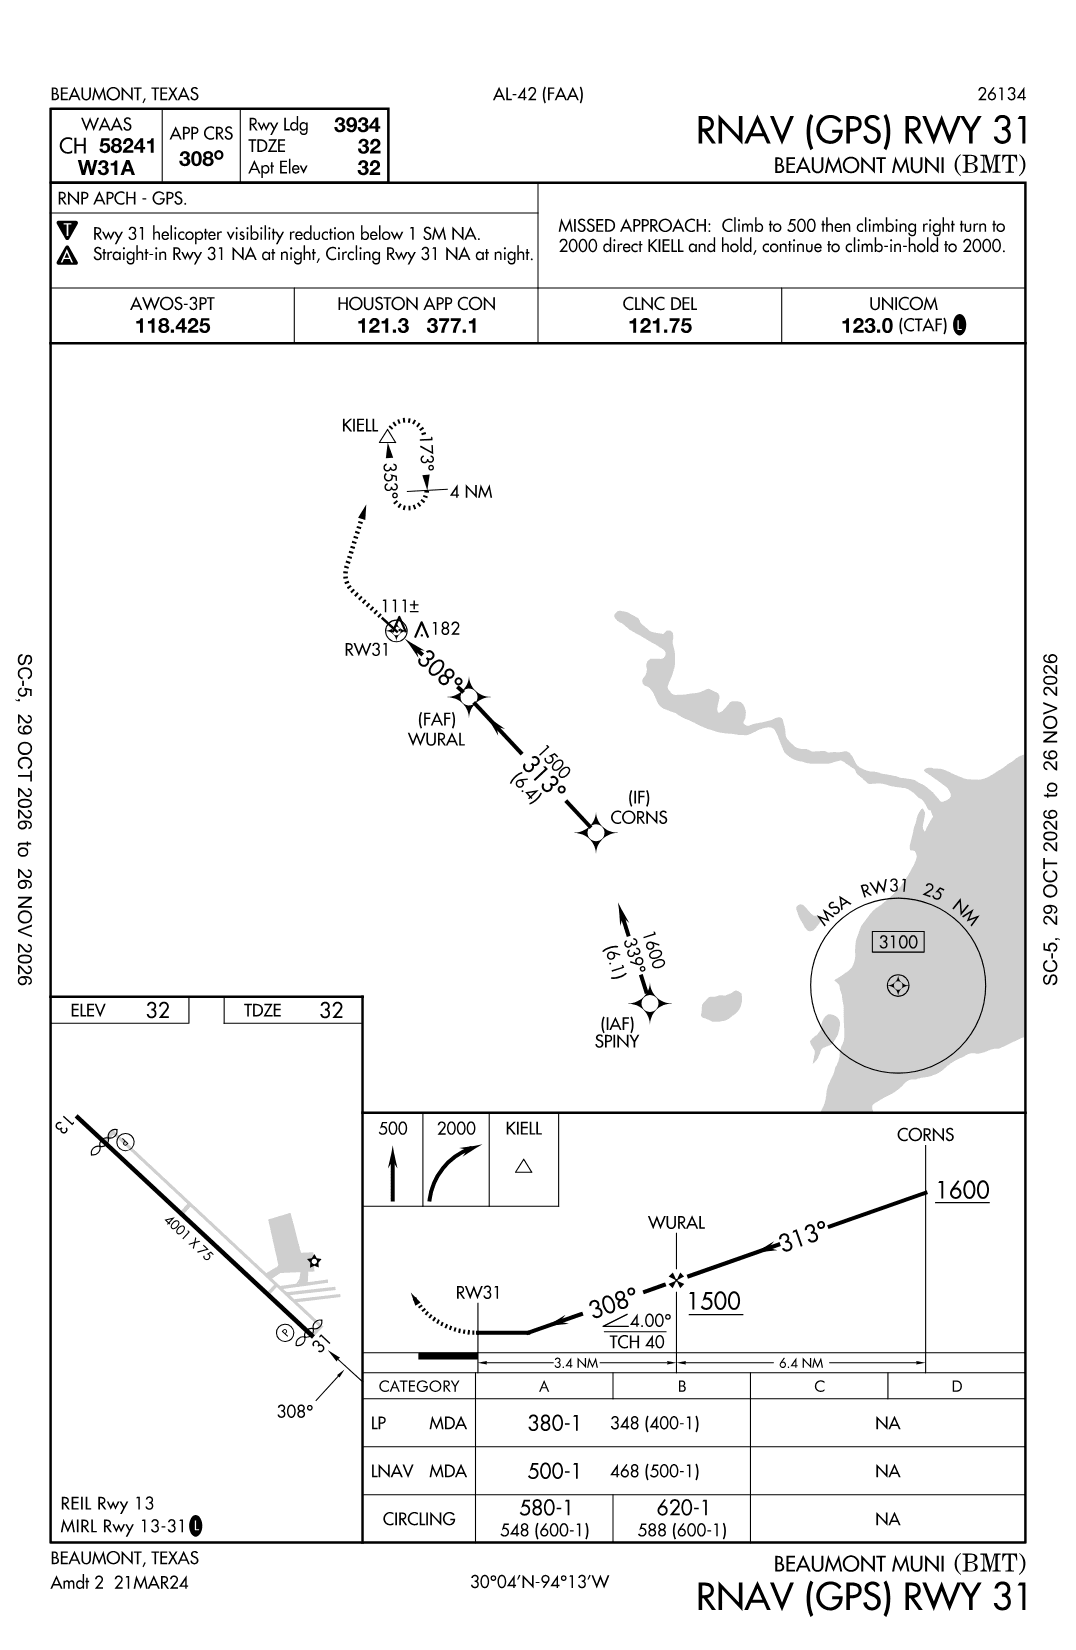 BEAUMONT, TEXAS
AL-42 (FAA)
26134
WAAS
CH 58241
W31A
APP CRS
308°
Rwy Ldg 3934
TDZE 32
Apt Elev 32
RNAV (GPS) RWY 31
BEAUMONT MUNI (BMT)
RNP APCH - GPS.
T
A
Rwy 31 helicopter visibility reduction below 1 SM NA.
Straight-in Rwy 31 NA at night, Circling Rwy 31 NA at night.
MISSED APPROACH: Climb to 500 then climbing right turn to
2000 direct KIELL and hold, continue to climb-in-hold to 2000.
AWOS-3PT
118.425
HOUSTON APP CON
121.3 377.1
CLNC DEL
121.75
UNICOM
123.0 (CTAF) L
KIELL
173°
353°
4 NM
111±
182
RW31
308°
(FAF)
WURAL
1500
313°
(6.4)
(IF)
CORNS
1600
339°
(6.1)
(IAF)
SPINY
MSA RW31 25 NM
3100
SC-5, 29 OCT 2026 to 26 NOV 2026
SC-5, 29 OCT 2026 to 26 NOV 2026
ELEV 32
TDZE 32
13
P
4001 X 75
P
31
308°
REIL Rwy 13
MIRL Rwy 13-31 L
500
2000
KIELL
CORNS
1600
WURAL
313°
RW31
308°
1500
4.00°
TCH 40
3.4 NM
6.4 NM
CATEGORY A B C D
LP MDA 380-1 348 (400-1) NA
LNAV MDA 500-1 468 (500-1) NA
CIRCLING 580-1 620-1 NA
548 (600-1) 588 (600-1)
BEAUMONT, TEXAS
Amdt 2 21MAR24
30°04'N-94°13'W
BEAUMONT MUNI (BMT)
RNAV (GPS) RWY 31